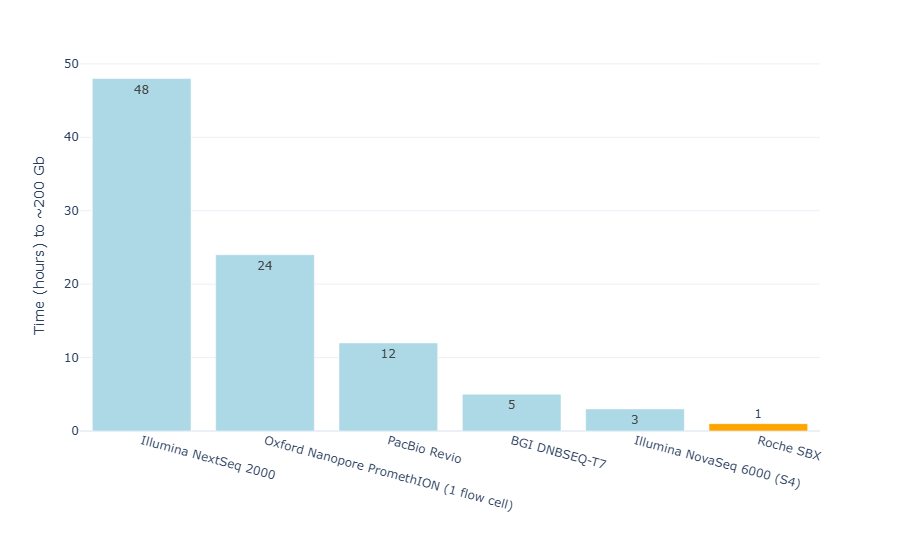 Time (hours) to ~200 Gb
50
40
30
20
10
0
48
24
12
5
3
1
Illumina NextSeq 2000
Oxford Nanopore PromethION (1 flow cell)
PacBio Revio
BGI DNBSEQ-T7
Illumina NovaSeq 6000 (S4)
Roche SBX